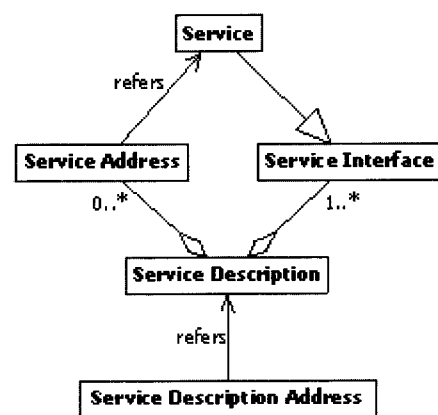 Service
refers
Service Address
Service Interface
0..*
1..*
Service Description
refers
Service Description Address